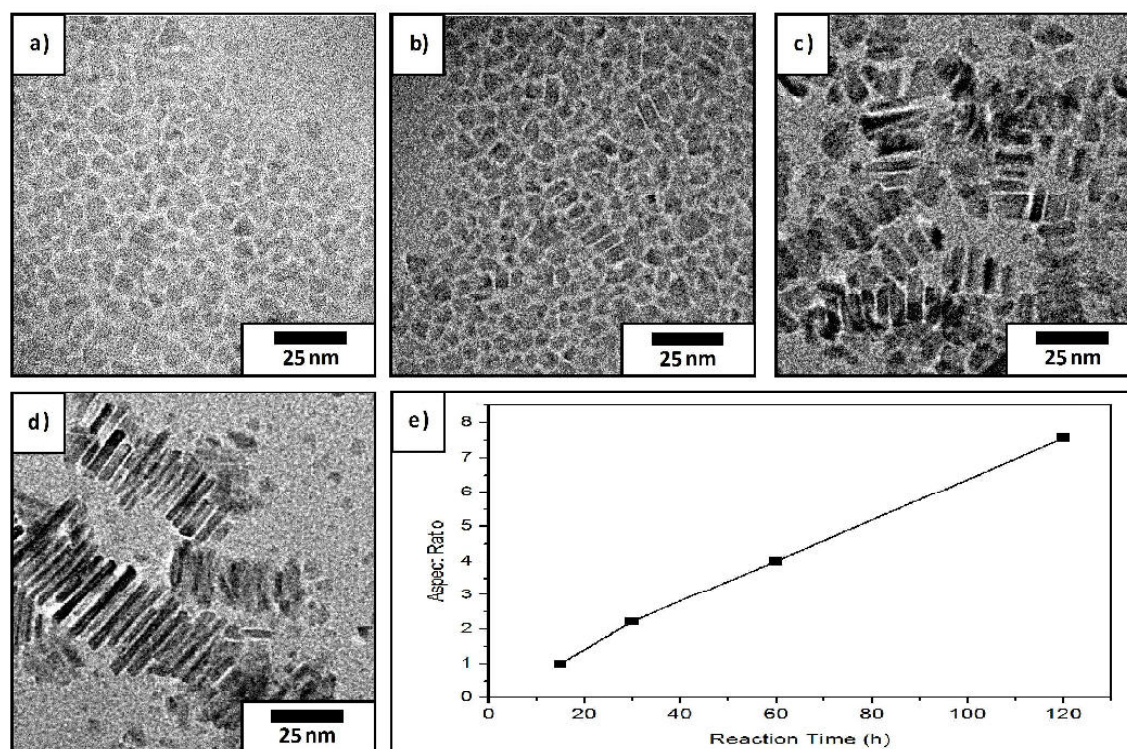 a)
25 nm
b)
25 nm
c)
25 nm
d)
25 nm
e)
8
7
6
5
4
3
2
1
0
Aspect Ratio
0 20 40 60 80 100 120
Reaction Time (h)